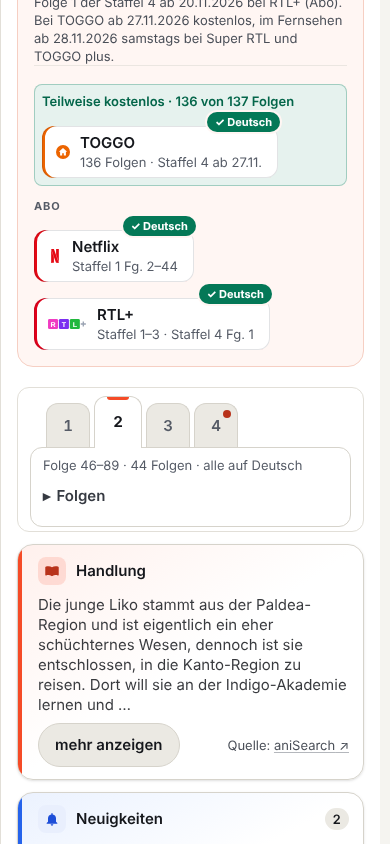 Folge 1 der Staffel 4 ab 20.11.2026 bei RTL+ (Abo).
Bei TOGGO ab 27.11.2026 kostenlos, im Fernsehen
ab 28.11.2026 samstags bei Super RTL und
TOGGO plus.
Teilweise kostenlos · 136 von 137 Folgen
✓ Deutsch
TOGGO
136 Folgen · Staffel 4 ab 27.11.
ABO
✓ Deutsch
N Netflix
Staffel 1 Fg. 2–44
✓ Deutsch
RTL+ RTL+
Staffel 1–3 · Staffel 4 Fg. 1
1 2 3 4
Folge 46–89 · 44 Folgen · alle auf Deutsch
▸ Folgen
Handlung
Die junge Liko stammt aus der Paldea-
Region und ist eigentlich ein eher
schüchternes Wesen, dennoch ist sie
entschlossen, in die Kanto-Region zu
reisen. Dort will sie an der Indigo-Akademie
lernen und ...
mehr anzeigen Quelle: aniSearch ↗
Neuigkeiten 2